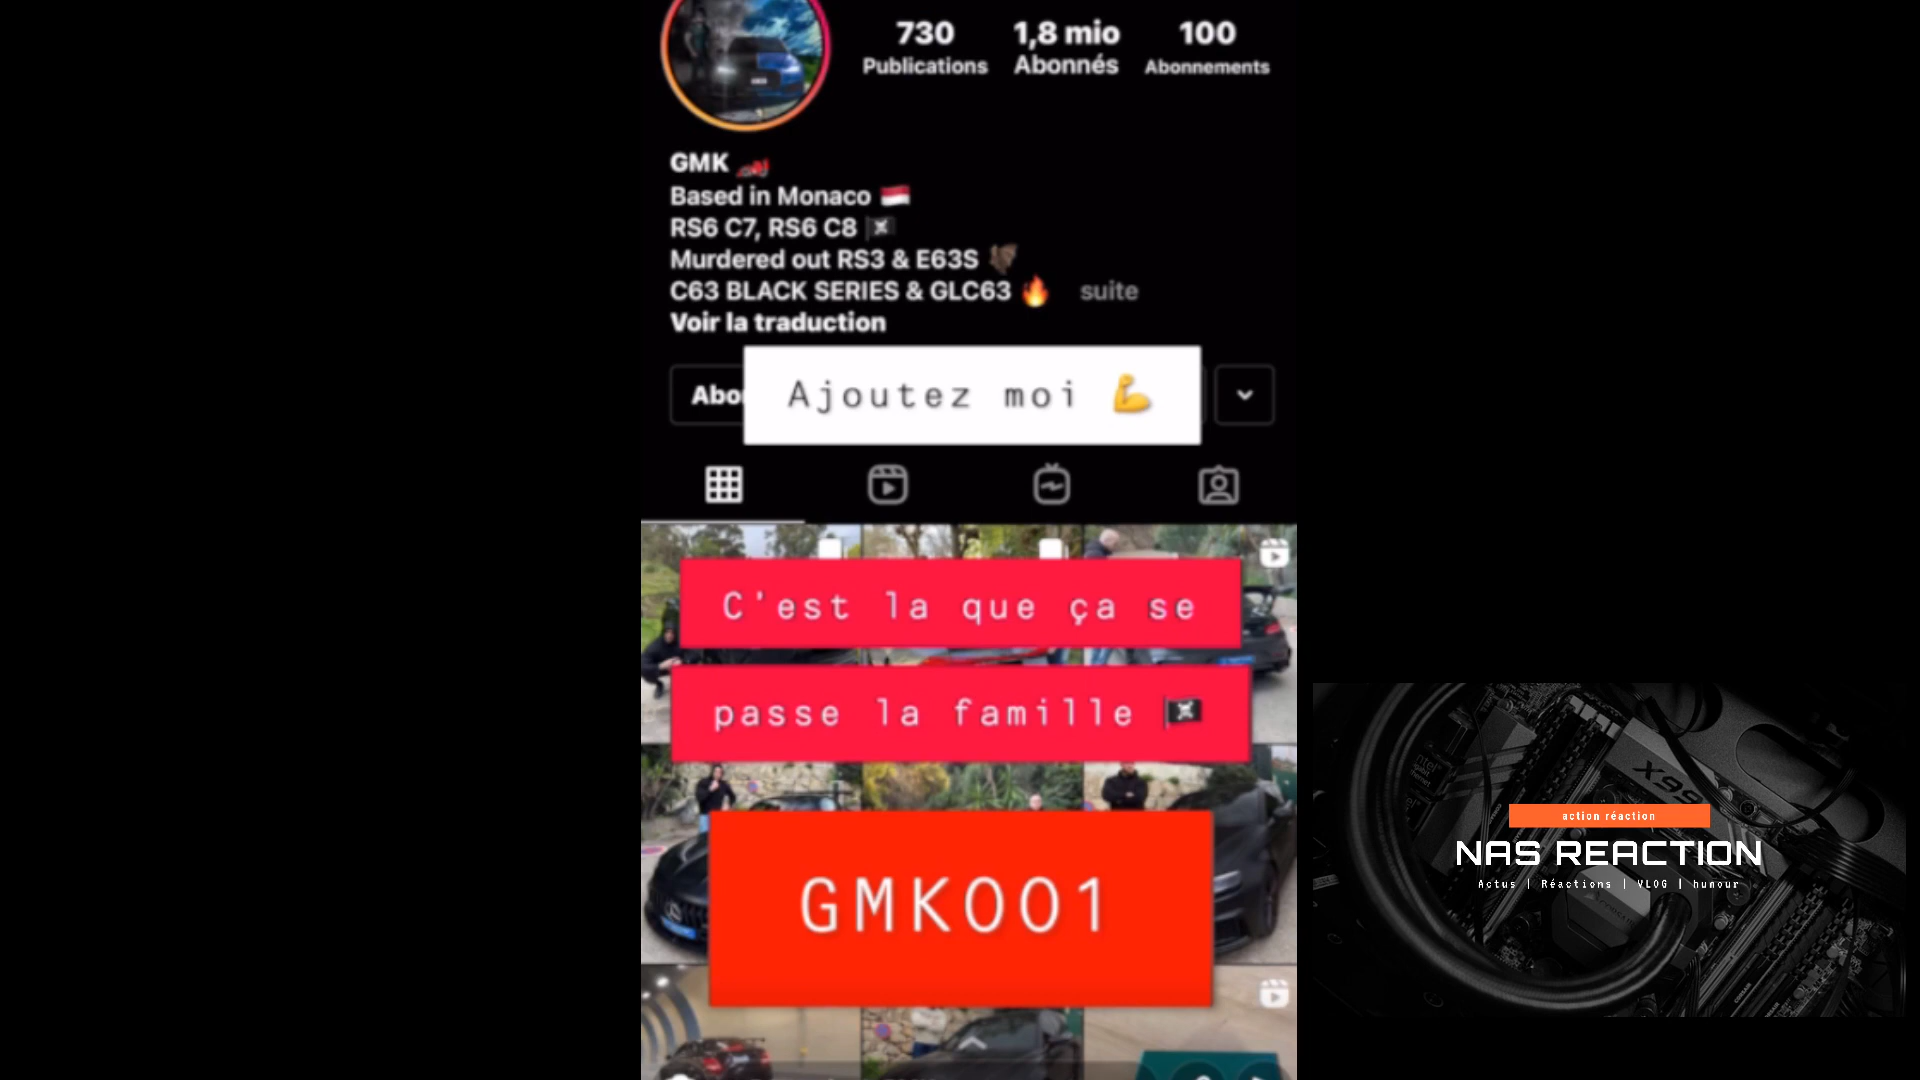 730
1,8 mio
100
Publications
Abonnés
Abonnements
GMK
Based in Monaco
RS6 C7, RS6 C8
Murdered out RS3 & E63S
C63 BLACK SERIES & GLC63 suite
Voir la traduction
Ajoutez moi 💪
C'est la que ça se
passe la famille
GMK001
X99
action réaction
NAS REACTION
Actus | Réactions | VLOG | humour